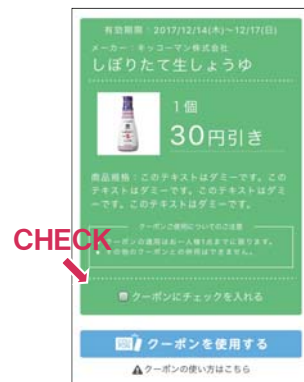 有効期間：2017/12/14(木)～12/17(日)
メーカー：キッコーマン株式会社
しぼりたて生しょうゆ
1個
30円引き
商品規格：このテキストはダミーです。この
テキストはダミーです。このテキストはダミ
ーです。このテキストはダミーです。
クーポンご使用についてのご注意
CHECK
ーポンの適用はお一人様1点までに限ります。
その他のクーポンとの併用はできません。
クーポンにチェックを入れる
クーポンを使用する
クーポンの使い方はこちら